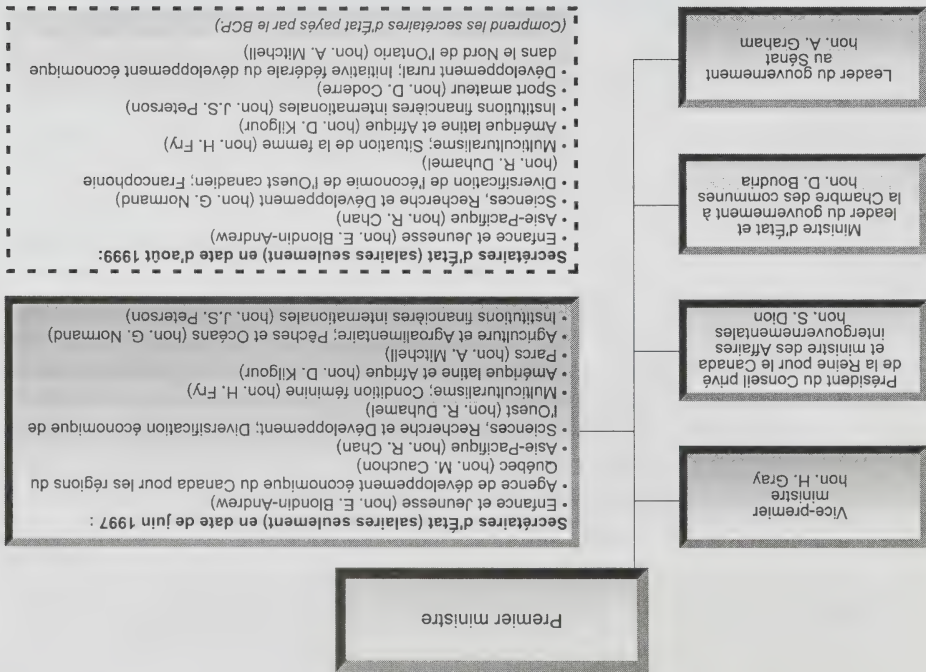 Premier ministre
Vice-premier
ministre
hon. H. Gray
Président du Conseil privé
de la Reine pour le Canada
et ministre des Affaires
intergouvernementales
hon. S. Dion
Ministre d'État et
leader du gouvernement à
la Chambre des communes
hon. D. Boudria
Leader du gouvernement
au Sénat
hon. A. Graham
Secrétaires d'État (salaires seulement) en date de juin 1997 :
• Enfance et Jeunesse (hon. E. Blondin-Andrew)
• Agence de développement économique du Canada pour les régions du
Québec (hon. M. Cauchon)
• Asie-Pacifique (hon. R. Chan)
• Sciences, Recherche et Développement; Diversification économique de
l'Ouest (hon. R. Duhamel)
• Multiculturalisme; Condition féminine (hon. H. Fry)
• Amérique latine et Afrique (hon. D. Kilgour)
• Parcs (hon. A. Mitchell)
• Agriculture et Agroalimentaire; Pêches et Océans (hon. G. Normand)
• Institutions financières internationales (hon. J.S. Peterson)
Secrétaires d'État (salaires seulement) en date d'août 1999:
• Enfance et Jeunesse (hon. E. Blondin-Andrew)
• Asie-Pacifique (hon. R. Chan)
• Sciences, Recherche et Développement (hon. G. Normand)
• Diversification de l'économie de l'Ouest canadien; Francophonie
(hon. R. Duhamel)
• Multiculturalisme; Situation de la femme (hon. H. Fry)
• Amérique latine et Afrique (hon. D. Kilgour)
• Institutions financières internationales (hon. J.S. Peterson)
• Sport amateur (hon. D. Coderre)
• Développement rural; Initiative fédérale du développement économique
dans le Nord de l'Ontario (hon. A. Mitchell)
(Comprend les secrétaires d'État payés par le BCP)